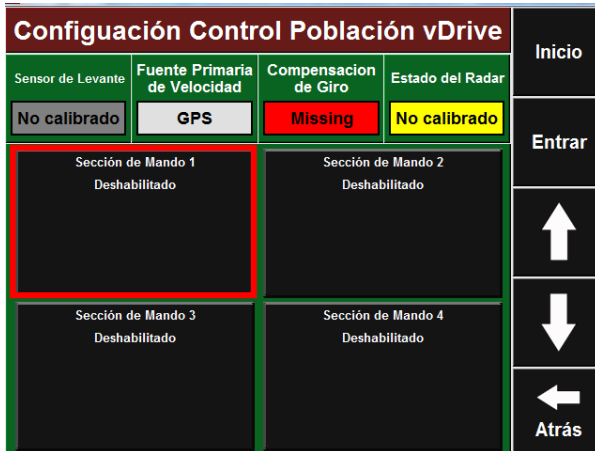 Configuación Control Población vDrive
Inicio
Sensor de Levante
Fuente Primaria
de Velocidad
Compensacion
de Giro
Estado del Radar
No calibrado
GPS
Missing
No calibrado
Entrar
Sección de Mando 1
Deshabilitado
Sección de Mando 2
Deshabilitado
Sección de Mando 3
Deshabilitado
Sección de Mando 4
Deshabilitado
Atrás